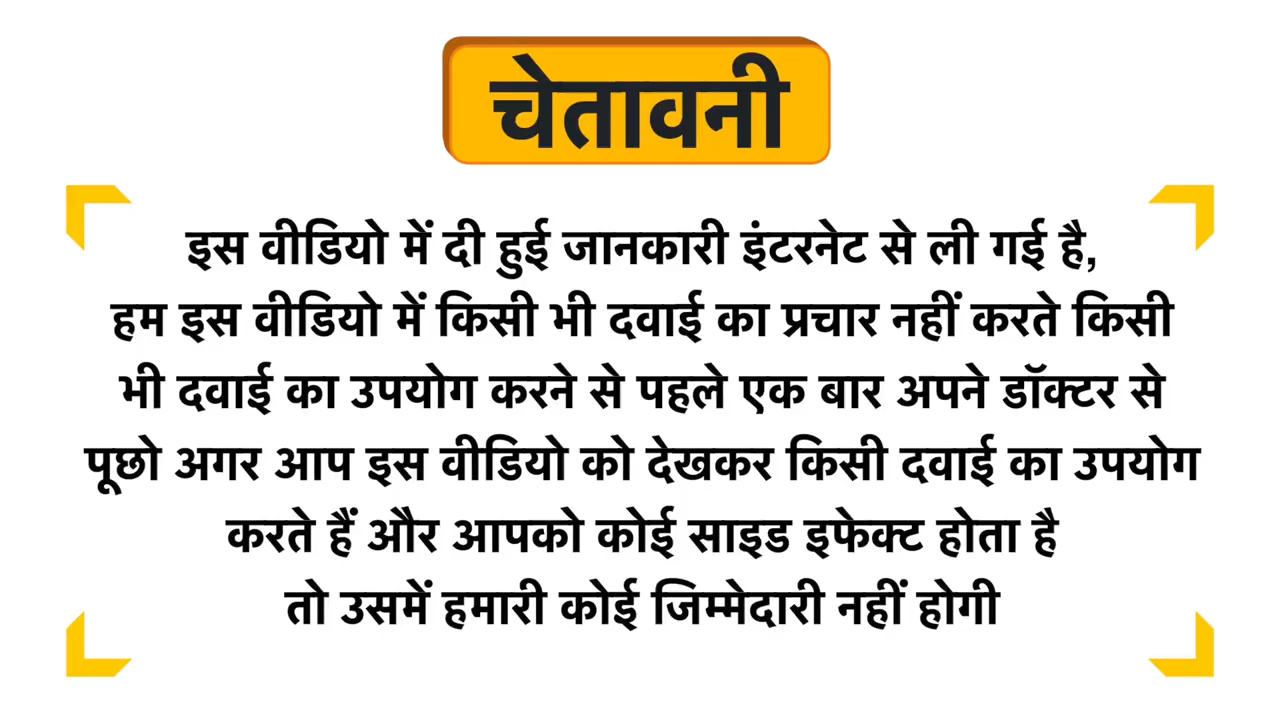 चेतावनी
इस वीडियो में दी हुई जानकारी इंटरनेट से ली गई है,
हम इस वीडियो में किसी भी दवाई का प्रचार नहीं करते किसी
भी दवाई का उपयोग करने से पहले एक बार अपने डॉक्टर से
पूछो अगर आप इस वीडियो को देखकर किसी दवाई का उपयोग
करते हैं और आपको कोई साइड इफेक्ट होता है
तो उसमें हमारी कोई जिम्मेदारी नहीं होगी